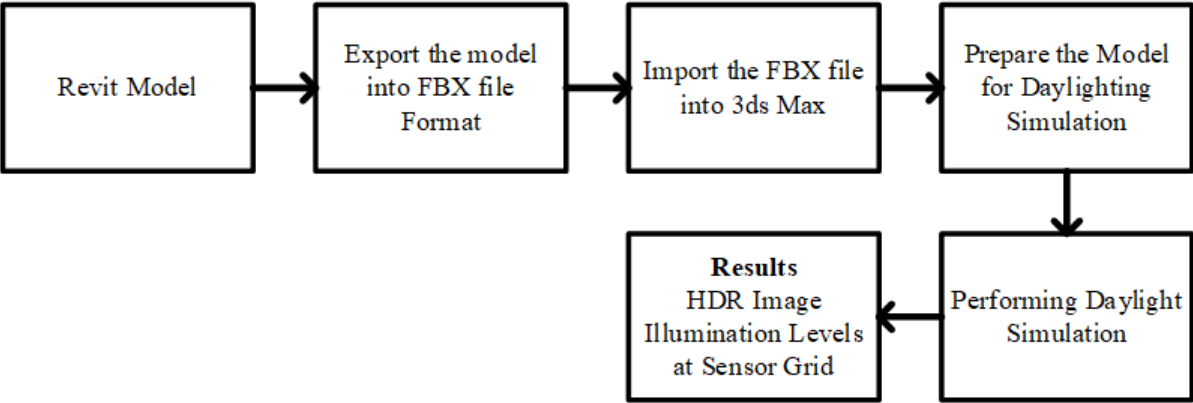 Revit Model
Export the model
into FBX file
Format
Import the FBX file
into 3ds Max
Prepare the Model
for Daylighting
Simulation
Performing Daylight
Simulation
Results
HDR Image
Illumination Levels
at Sensor Grid